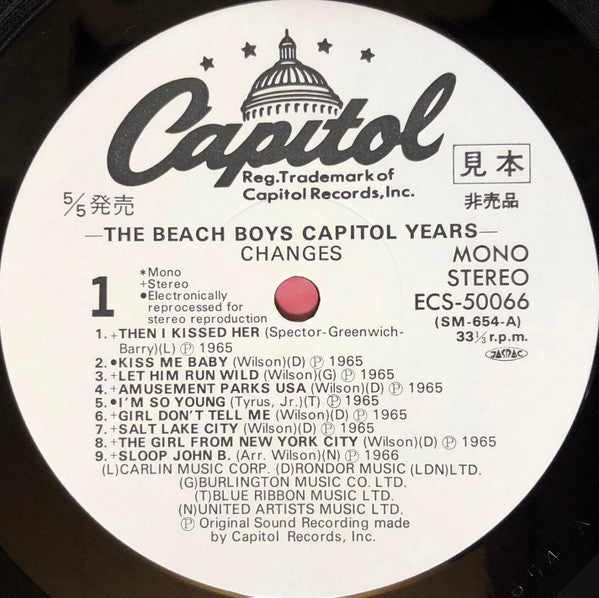 Capitol
Reg.Trademark of
Capitol Records, Inc.
見本
非売品
5/5発売
—THE BEACH BOYS CAPITOL YEARS—
CHANGES
MONO
STEREO
ECS-50066
(SM-654-A)
33⅓ r.p.m.
JASRAC
1
*Mono
+Stereo
●Electronically
reprocessed for
stereo reproduction
1.+THEN I KISSED HER (Spector-Greenwich-
Barry)(L) Ⓟ 1965
2.●KISS ME BABY (Wilson)(D) Ⓟ 1965
3.+LET HIM RUN WILD (Wilson)(G) Ⓟ 1965
4.+AMUSEMENT PARKS USA (Wilson)(D) Ⓟ 1965
5.●I'M SO YOUNG (Tyrus, Jr.)(T) Ⓟ 1965
6.+GIRL DON'T TELL ME (Wilson)(D) Ⓟ 1965
7.+SALT LAKE CITY (Wilson)(D) Ⓟ 1965
8.+THE GIRL FROM NEW YORK CITY (Wilson)(D) Ⓟ 1965
9.+SLOOP JOHN B. (Arr. Wilson)(N) Ⓟ 1966
(L)CARLIN MUSIC CORP. (D)RONDOR MUSIC (LDN)LTD.
(G)BURLINGTON MUSIC CO/LTD.
(T)BLUE RIBBON MUSIC LTD.
(N)UNITED ARTISTS MUSIC LTD.
Ⓟ Original Sound Recording made
by Capitol Records, Inc.